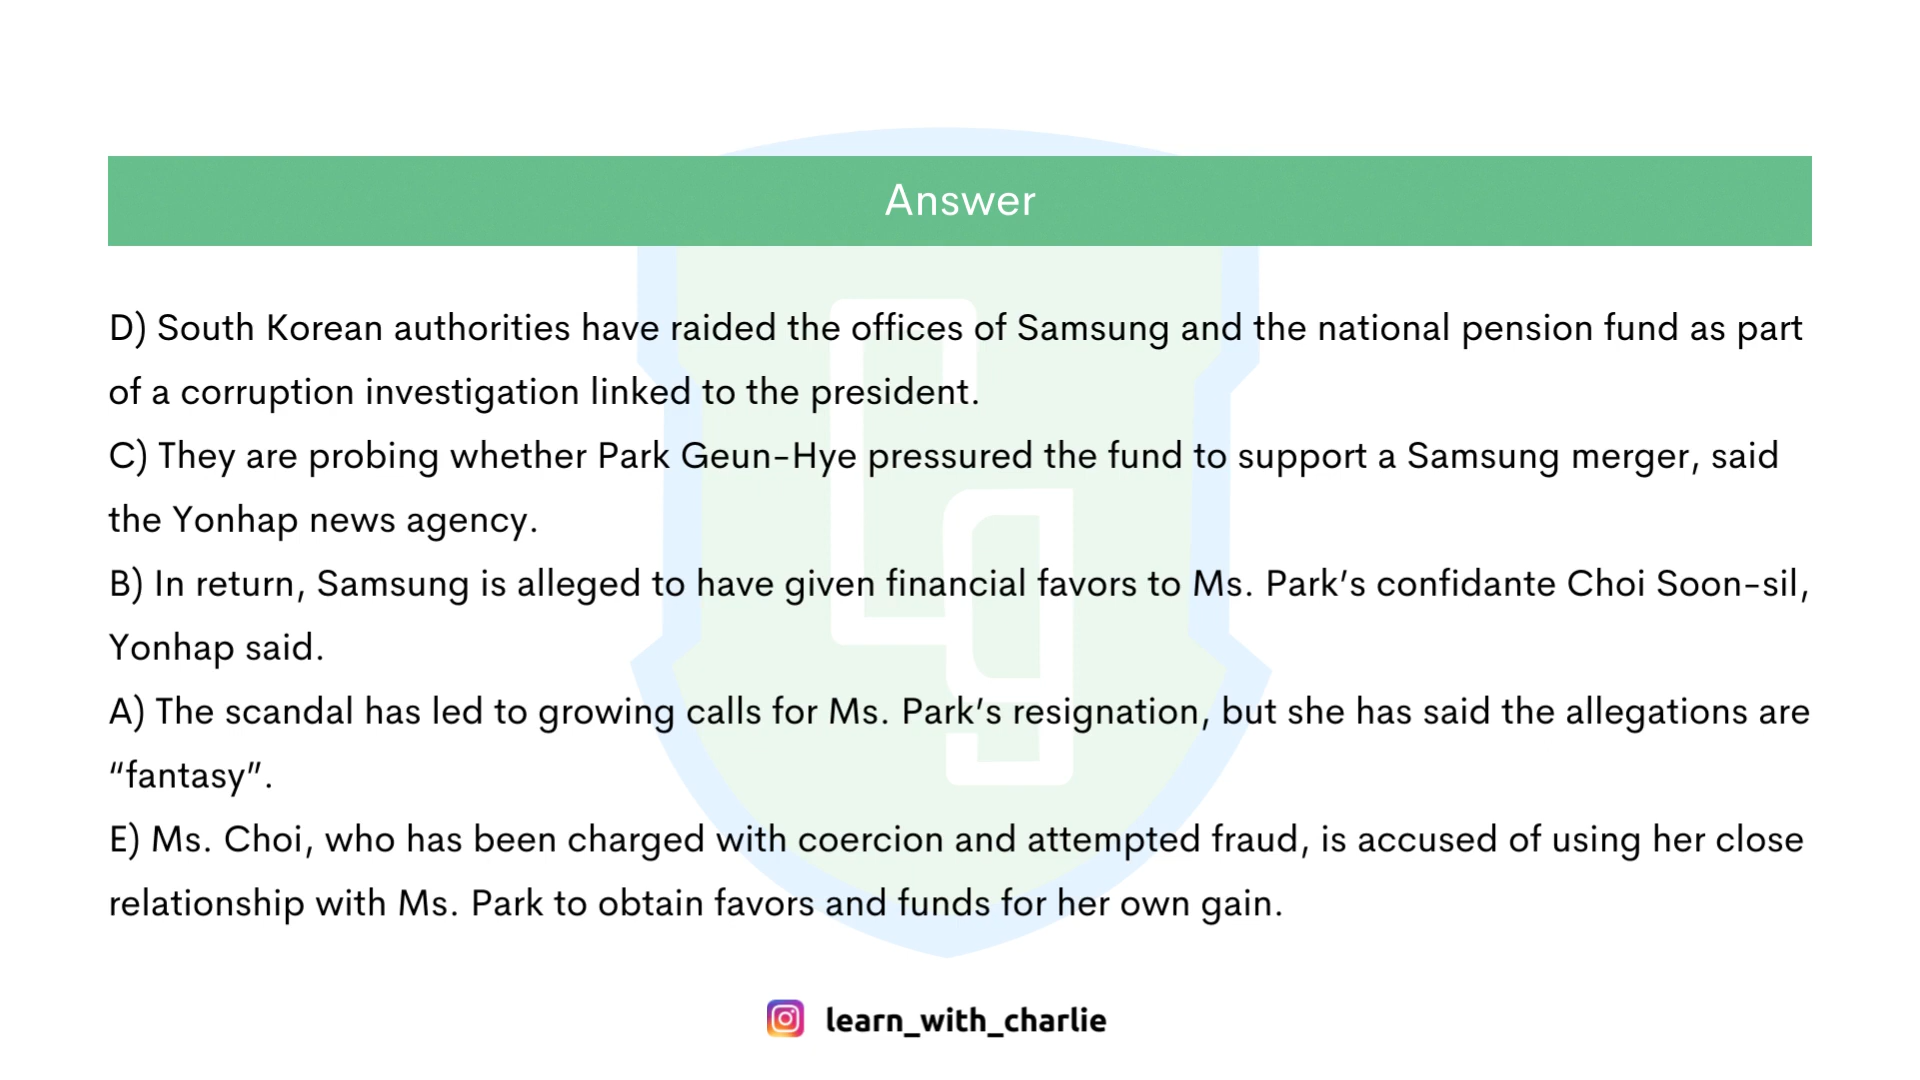 Answer
D) South Korean authorities have raided the offices of Samsung and the national pension fund as part
of a corruption investigation linked to the president.
C) They are probing whether Park Geun-Hye pressured the fund to support a Samsung merger, said
the Yonhap news agency.
B) In return, Samsung is alleged to have given financial favors to Ms. Park’s confidante Choi Soon-sil,
Yonhap said.
A) The scandal has led to growing calls for Ms. Park’s resignation, but she has said the allegations are
“fantasy”.
E) Ms. Choi, who has been charged with coercion and attempted fraud, is accused of using her close
relationship with Ms. Park to obtain favors and funds for her own gain.
learn_with_charlie